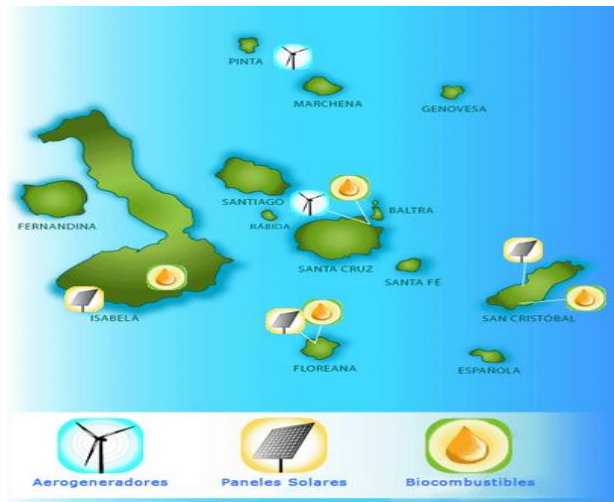 PINTA
MARCHENA
GENOVESA
SANTIAGO
FERNANDINA
RÁBIDA
BALTRA
SANTA CRUZ
SANTA FÉ
ISABELA
SAN CRISTÓBAL
FLOREANA
ESPAÑOLA
Aerogeneradores
Paneles Solares
Biocombustibles